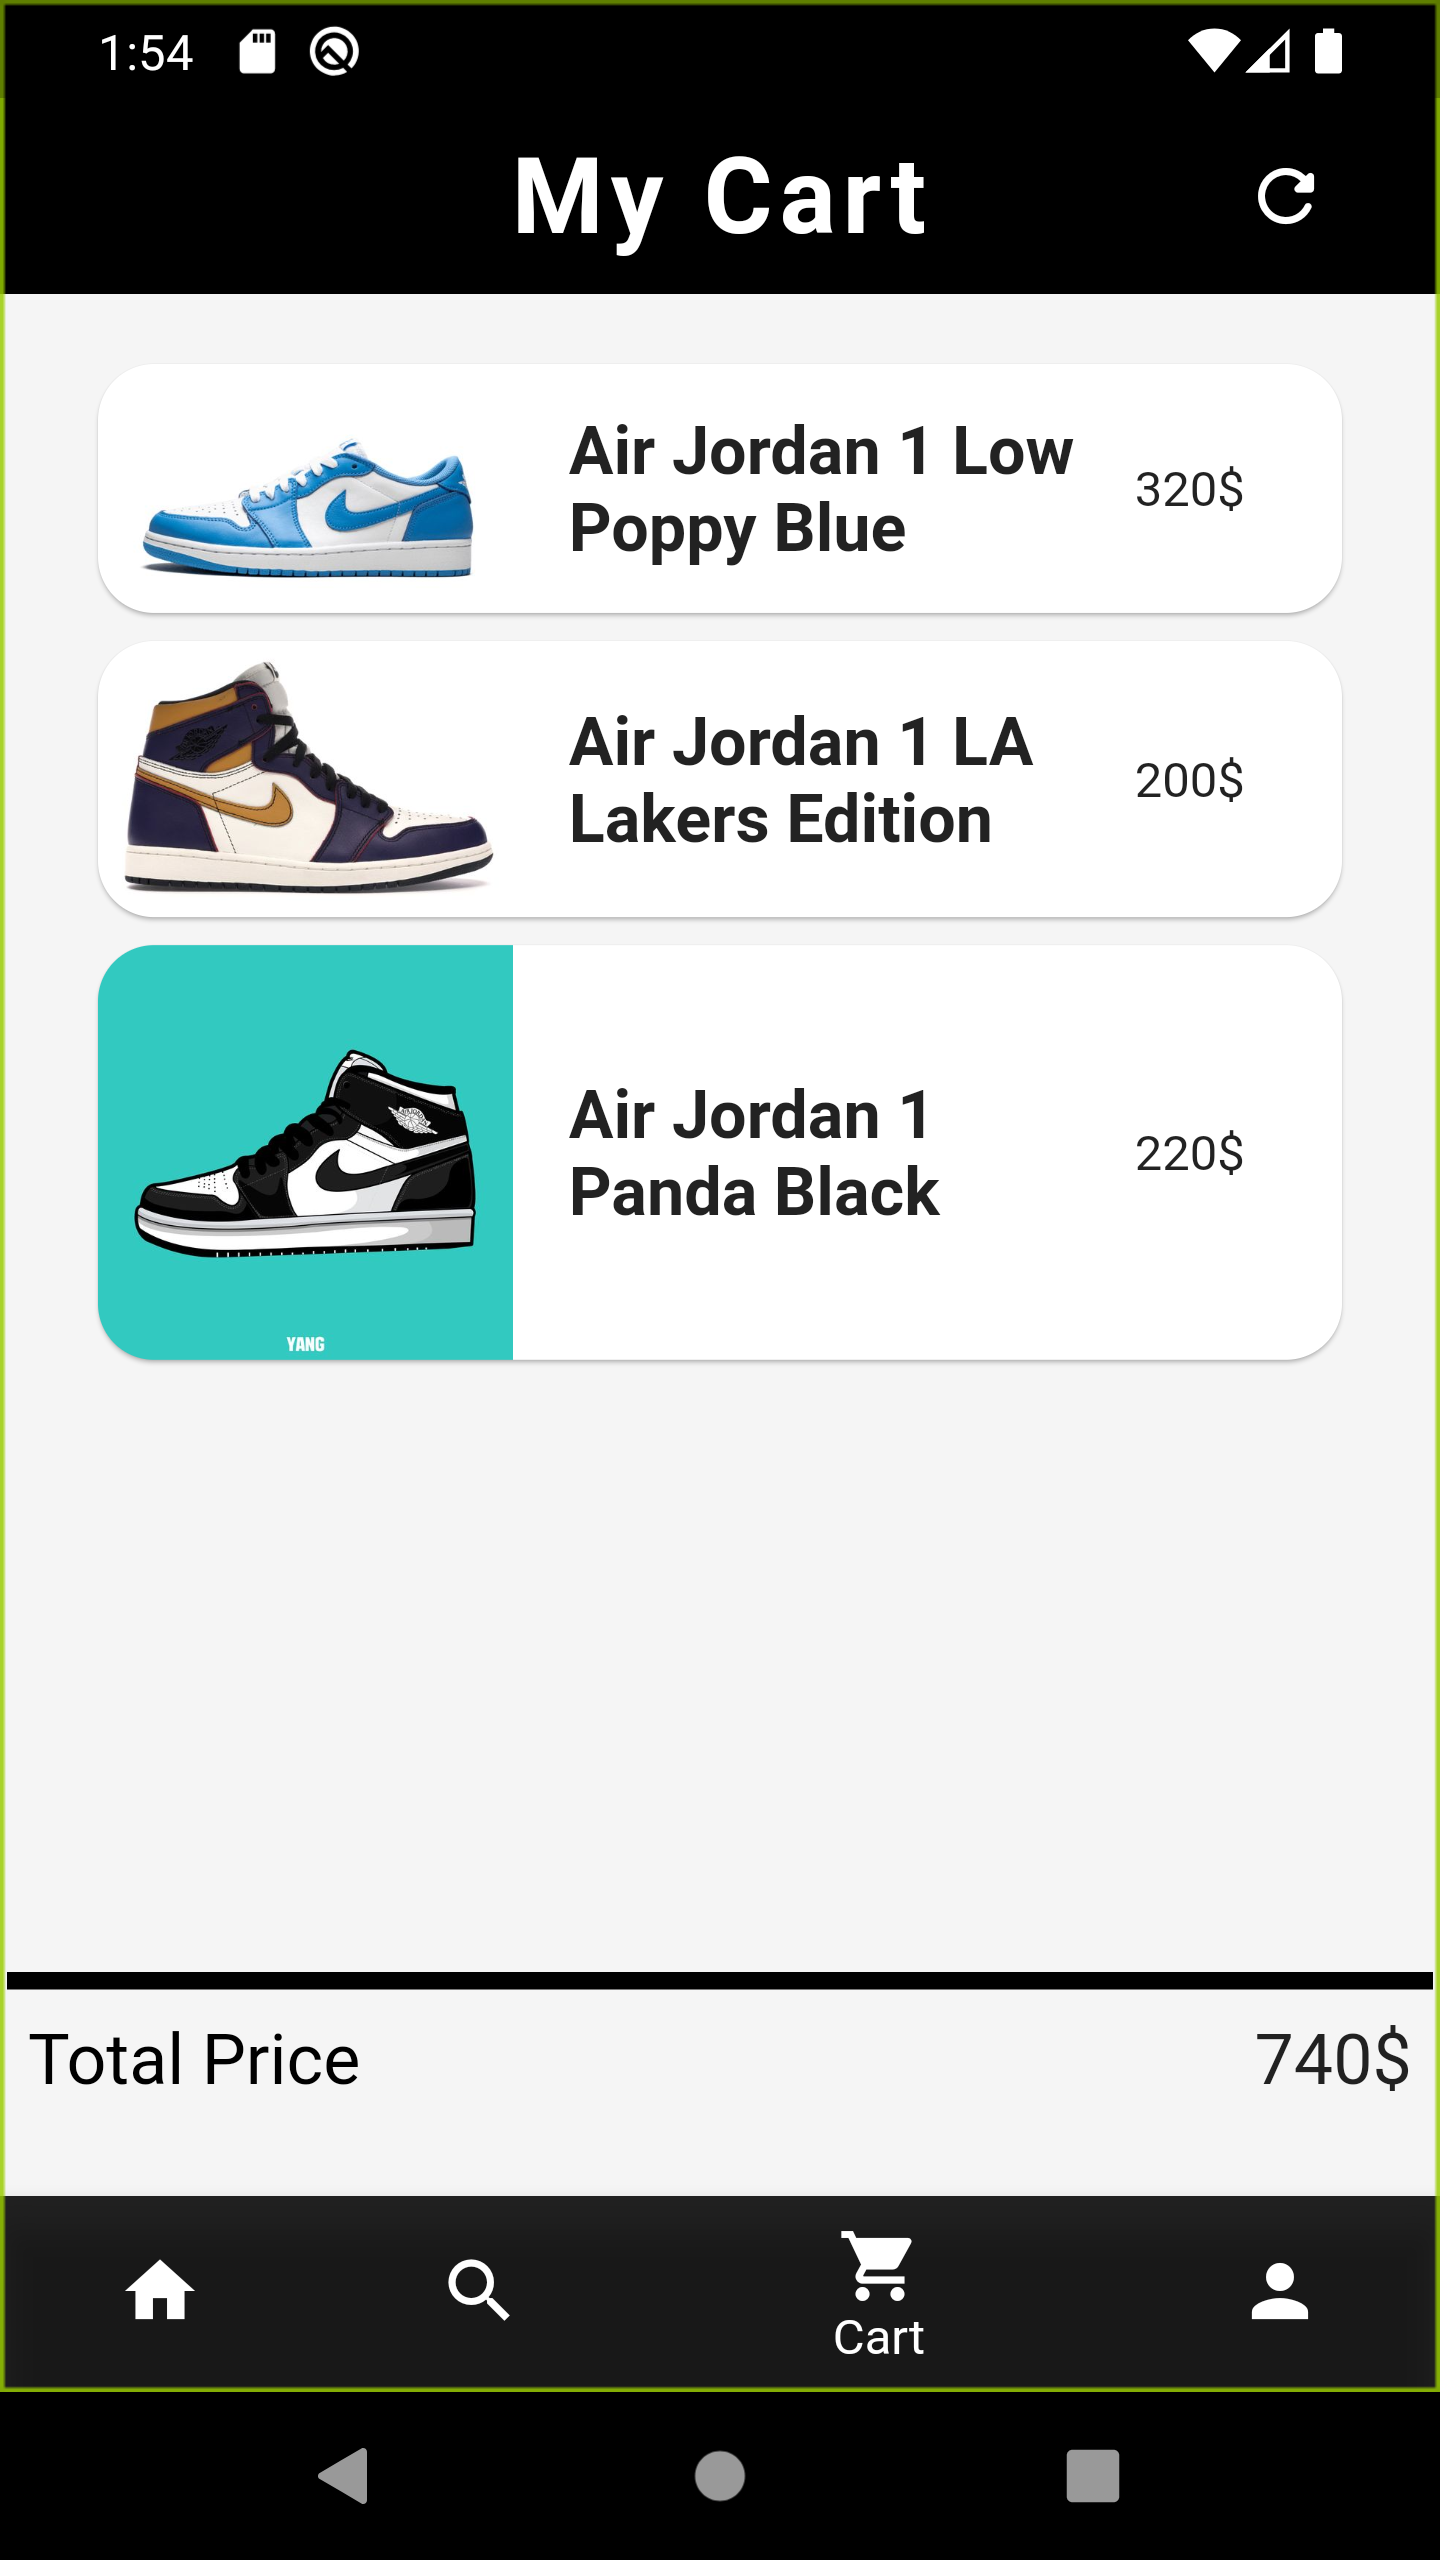 1:54
My Cart
Air Jordan 1 Low
Poppy Blue
320$
Air Jordan 1 LA
Lakers Edition
200$
Air Jordan 1
Panda Black
220$
YANG
Total Price
740$
Cart